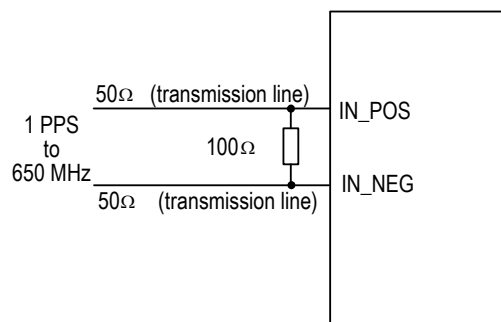 50Ω (transmission line)
IN_POS
1 PPS
to
650 MHz
100Ω
IN_NEG
50Ω (transmission line)